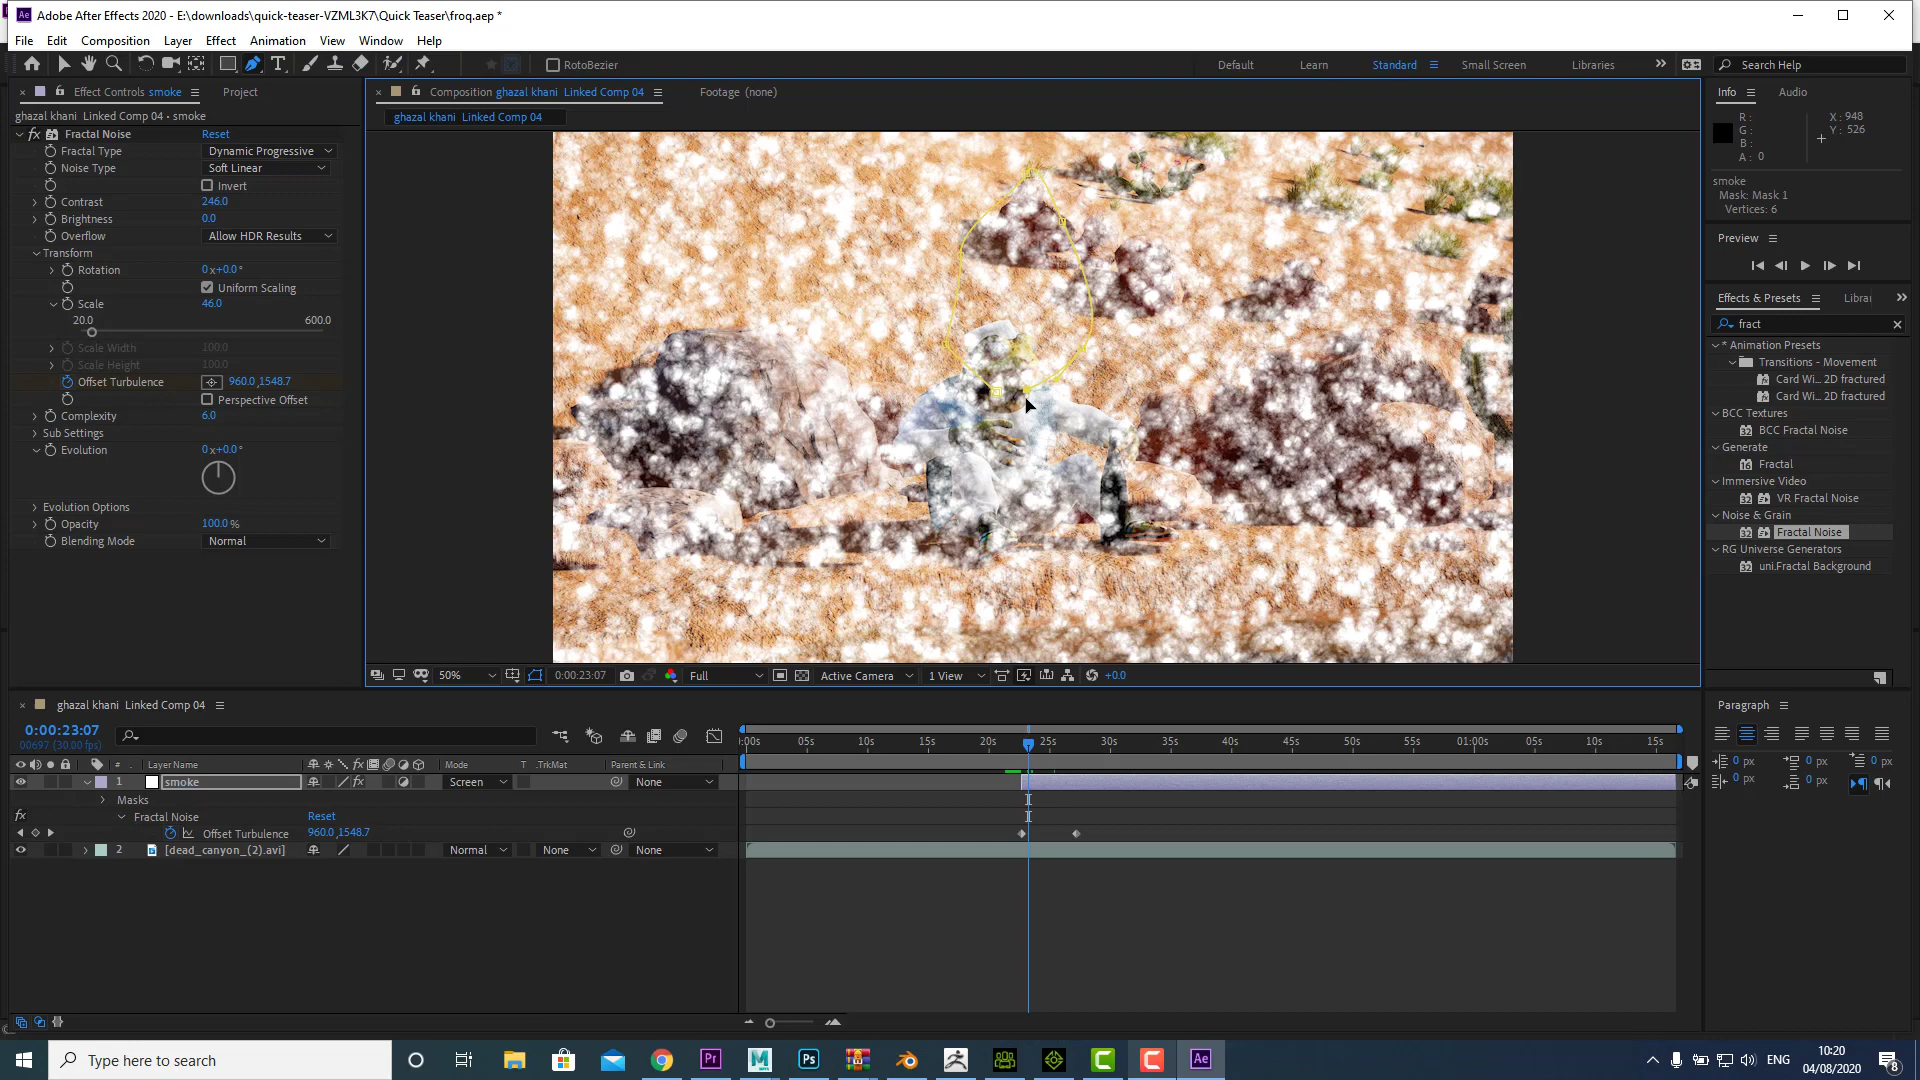 Adobe After Effects 2020 - E:\downloads\quick-teaser-VZML3K7\Quick Teaser\froq.aep *
File Edit Composition Layer Effect Animation View Window Help
RotoBezier Default Learn Standard Small Screen Libraries Search Help
Effect Controls smoke Project
ghazal khani Linked Comp 04 • smoke
Fractal Noise Reset
Fractal Type Dynamic Progressive
Noise Type Soft Linear
Invert
Contrast 246.0
Brightness 0.0
Overflow Allow HDR Results
Transform
Rotation 0x+0.0°
Uniform Scaling
Scale 46.0
20.0 600.0
Scale Width 100.0
Scale Height 100.0
Offset Turbulence 960.0,1548.7
Perspective Offset
Complexity 6.0
Sub Settings
Evolution 0x+0.0°
Evolution Options
Opacity 100.0 %
Blending Mode Normal
Composition ghazal khani Linked Comp 04 Footage (none)
ghazal khani Linked Comp 04
50% 0:00:23:07 Full Active Camera 1 View +0.0
Info Audio
R : X : 948
G : Y : 526
B :
A : 0
smoke
Mask: Mask 1
Vertices: 6
Preview
Effects & Presets Librar
fract
* Animation Presets
Transitions - Movement
Card Wi... 2D fractured
Card Wi... 2D fractured
BCC Textures
BCC Fractal Noise
Generate
Fractal
Immersive Video
VR Fractal Noise
Noise & Grain
Fractal Noise
RG Universe Generators
uni.Fractal Background
Paragraph
0 px 0 px 0 px
0 px 0 px
ghazal khani Linked Comp 04
0:00:23:07
00697 (30.00 fps)
:00s 05s 10s 15s 20s 25s 30s 35s 40s 45s 50s 55s 01:00s 05s 10s 15s
# Layer Name Mode T .TrkMat Parent & Link
1 smoke Screen None
Masks
Fractal Noise Reset
Offset Turbulence 960.0,1548.7
2 [dead_canyon_(2).avi] Normal None None
Type here to search
ENG
10:20
04/08/2020
8